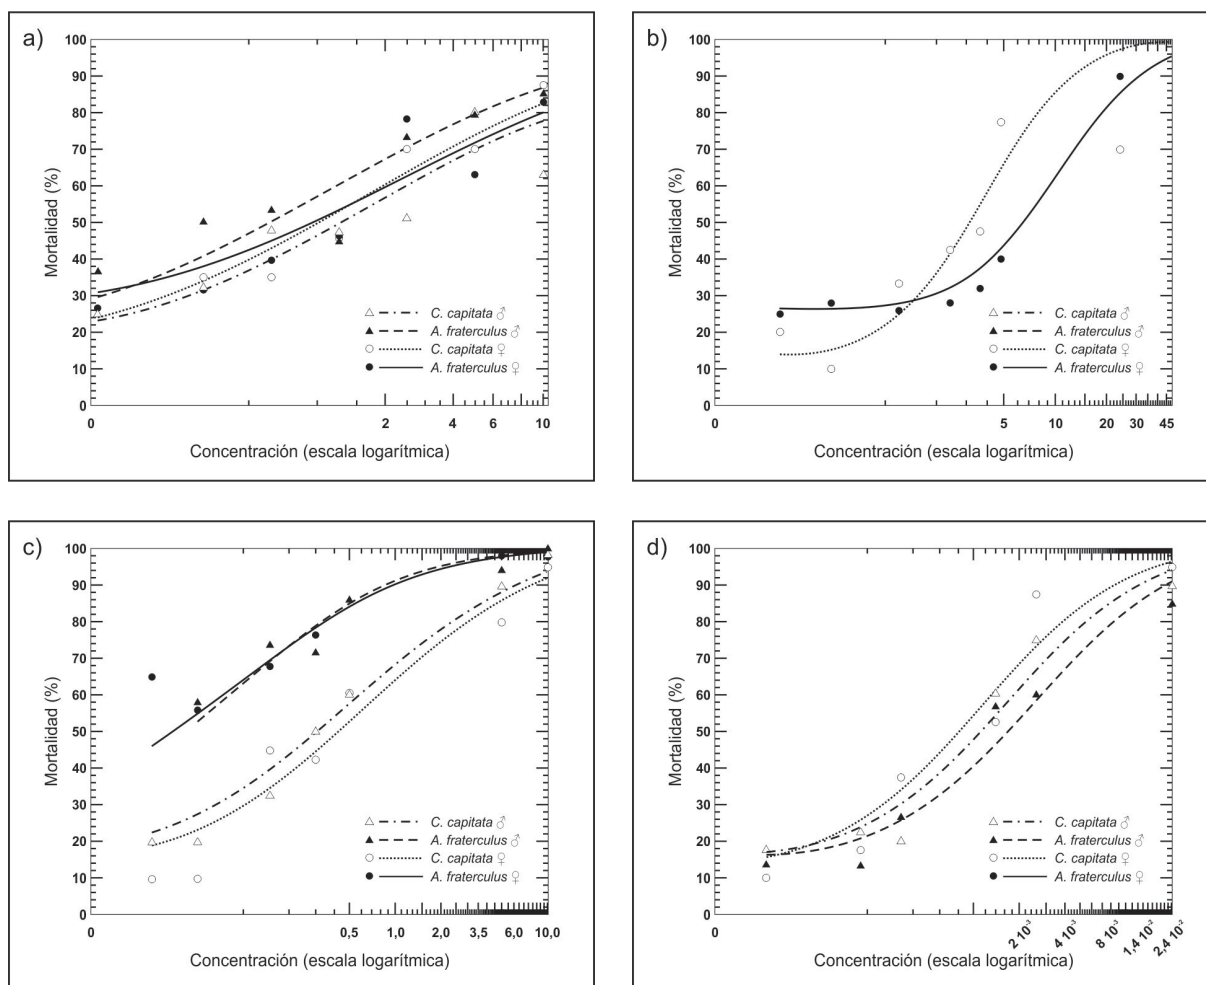 a)
100
90
80
70
60
50
40
30
20
10
0
Mortalidad (%)
0 2 4 6 10
Concentración (escala logarítmica)
C. capitata ♂
A. fraterculus ♂
C. capitata ♀
A. fraterculus ♀
b)
100
90
80
70
60
50
40
30
20
10
0
Mortalidad (%)
0 5 10 20 30 45
Concentración (escala logarítmica)
C. capitata ♂
A. fraterculus ♂
C. capitata ♀
A. fraterculus ♀
c)
100
90
80
70
60
50
40
30
20
10
0
Mortalidad (%)
0 0,5 1,0 2,0 3,5 6,0 10,0
Concentración (escala logarítmica)
C. capitata ♂
A. fraterculus ♂
C. capitata ♀
A. fraterculus ♀
d)
100
90
80
70
60
50
40
30
20
10
0
Mortalidad (%)
0 2 10⁻³ 4 10⁻³ 8 10⁻³ 1,4 10⁻² 2,4 10⁻²
Concentración (escala logarítmica)
C. capitata ♂
A. fraterculus ♂
C. capitata ♀
A. fraterculus ♀